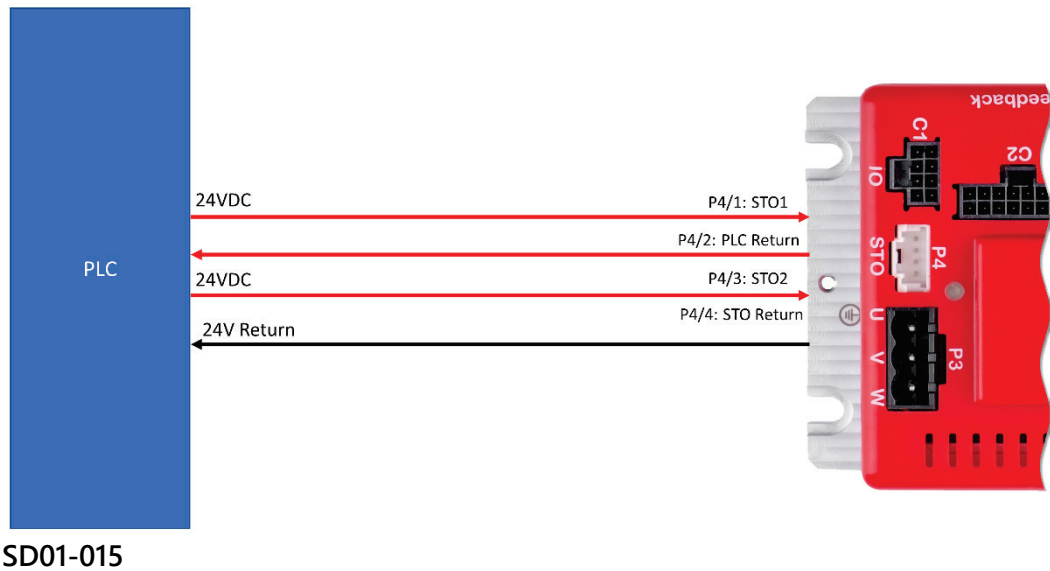 PLC
24VDC
P4/1: STO1
P4/2: PLC Return
24VDC
P4/3: STO2
P4/4: STO Return
24V Return
eedback
C1
IO
C2
STO
P4
U
V
W
P3
SD01-015